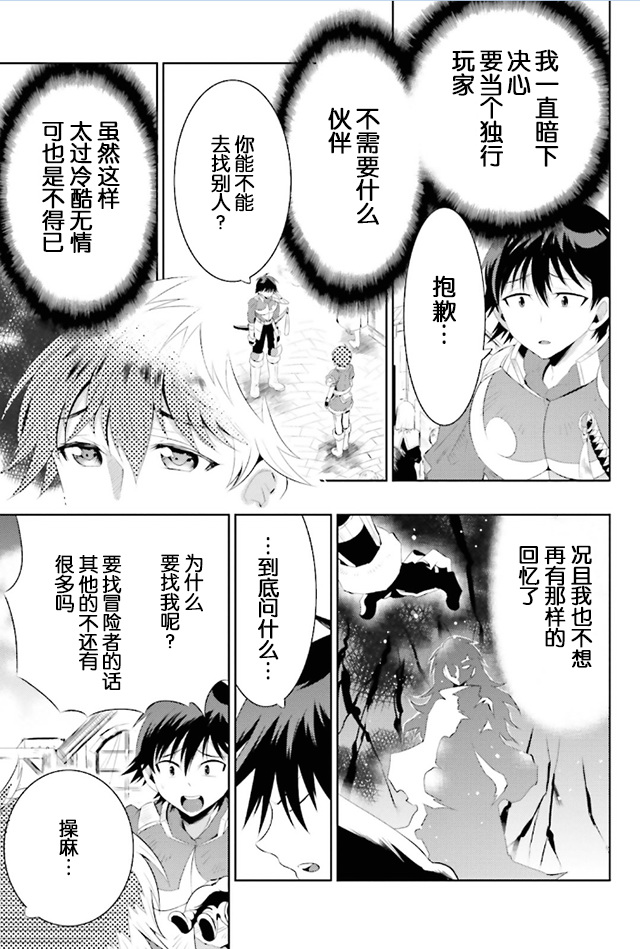 我一直暗下
决心
要当个独行
玩家
抱歉…
不需要什么
伙伴
你能不能
去找别人？
虽然这样
太过冷酷无情
可也是不得已
况且我也不想
再有那样的
回忆了
…到底问什么…
为什么
要找我呢？
要找冒险者的话
其他的不还有
很多吗
操麻…